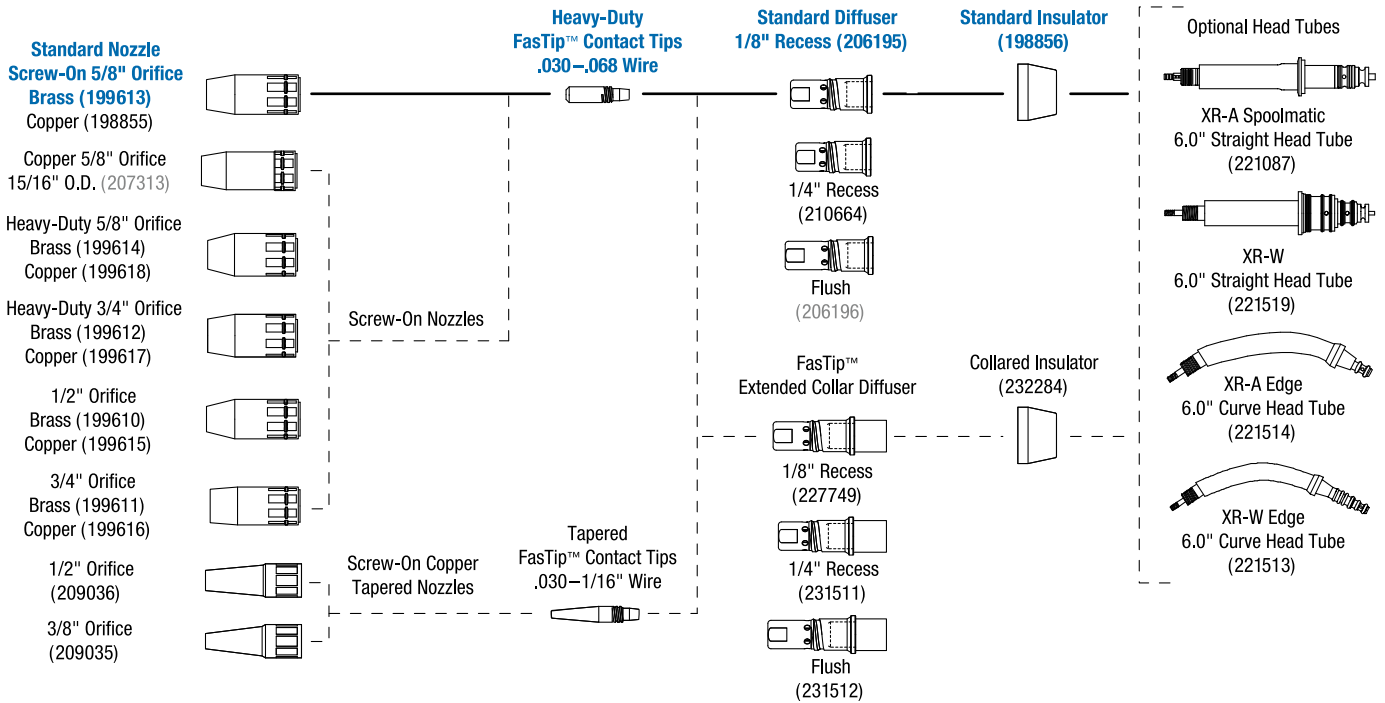 Standard Nozzle
Screw-On 5/8" Orifice
Brass (199613)
Copper (198855)
Copper 5/8" Orifice
15/16" O.D. (207313)
Heavy-Duty 5/8" Orifice
Brass (199614)
Copper (199618)
Heavy-Duty 3/4" Orifice
Brass (199612)
Copper (199617)
1/2" Orifice
Brass (199610)
Copper (199615)
3/4" Orifice
Brass (199611)
Copper (199616)
1/2" Orifice
(209036)
3/8" Orifice
(209035)
Screw-On Nozzles
Screw-On Copper
Tapered Nozzles
Heavy-Duty
FasTip™ Contact Tips
.030–.068 Wire
Tapered
FasTip™ Contact Tips
.030–1/16" Wire
Standard Diffuser
1/8" Recess (206195)
1/4" Recess
(210664)
Flush
(206196)
FasTip™
Extended Collar Diffuser
1/8" Recess
(227749)
1/4" Recess
(231511)
Flush
(231512)
Standard Insulator
(198856)
Collared Insulator
(232284)
Optional Head Tubes
XR-A Spoolmatic
6.0" Straight Head Tube
(221087)
XR-W
6.0" Straight Head Tube
(221519)
XR-A Edge
6.0" Curve Head Tube
(221514)
XR-W Edge
6.0" Curve Head Tube
(221513)